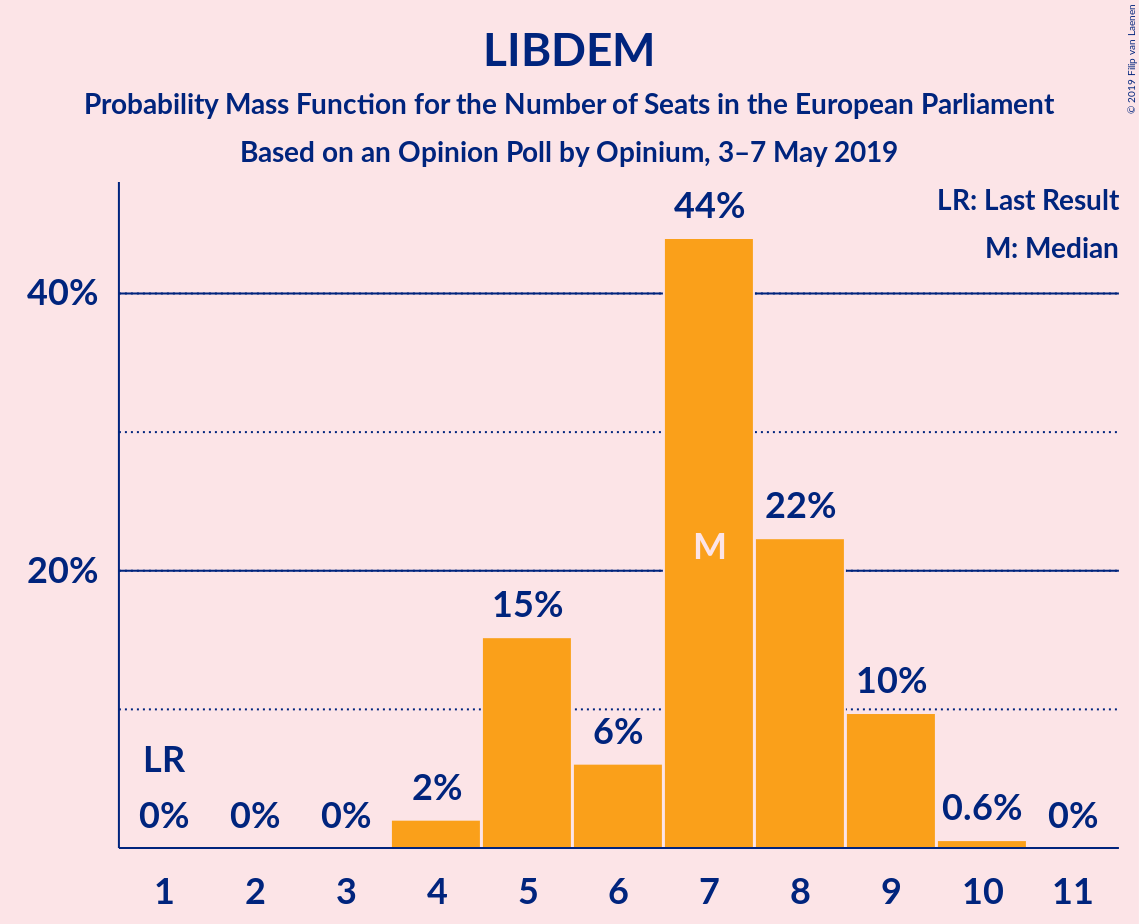 LIBDEM
Probability Mass Function for the Number of Seats in the European Parliament
Based on an Opinion Poll by Opinium, 3–7 May 2019
© 2019 Filip van Laenen
LR: Last Result
M: Median
44%
40%
22%
M
20%
15%
10%
6%
LR
2%
0% 0% 0% 0.6% 0%
1 2 3 4 5 6 7 8 9 10 11